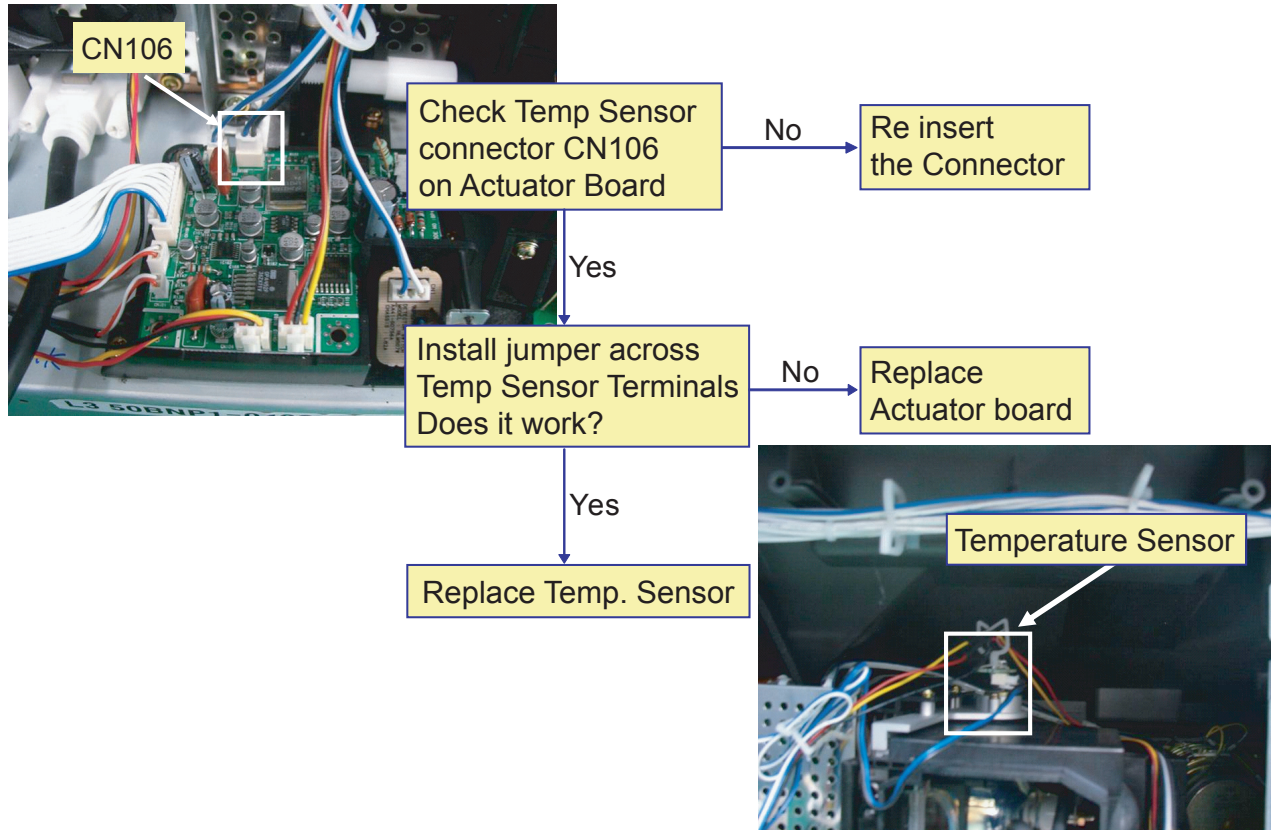 CN106
Check Temp Sensor
connector CN106
on Actuator Board
No
Re insert
the Connector
Yes
Install jumper across
Temp Sensor Terminals
Does it work?
No
Replace
Actuator board
Yes
Replace Temp. Sensor
Temperature Sensor